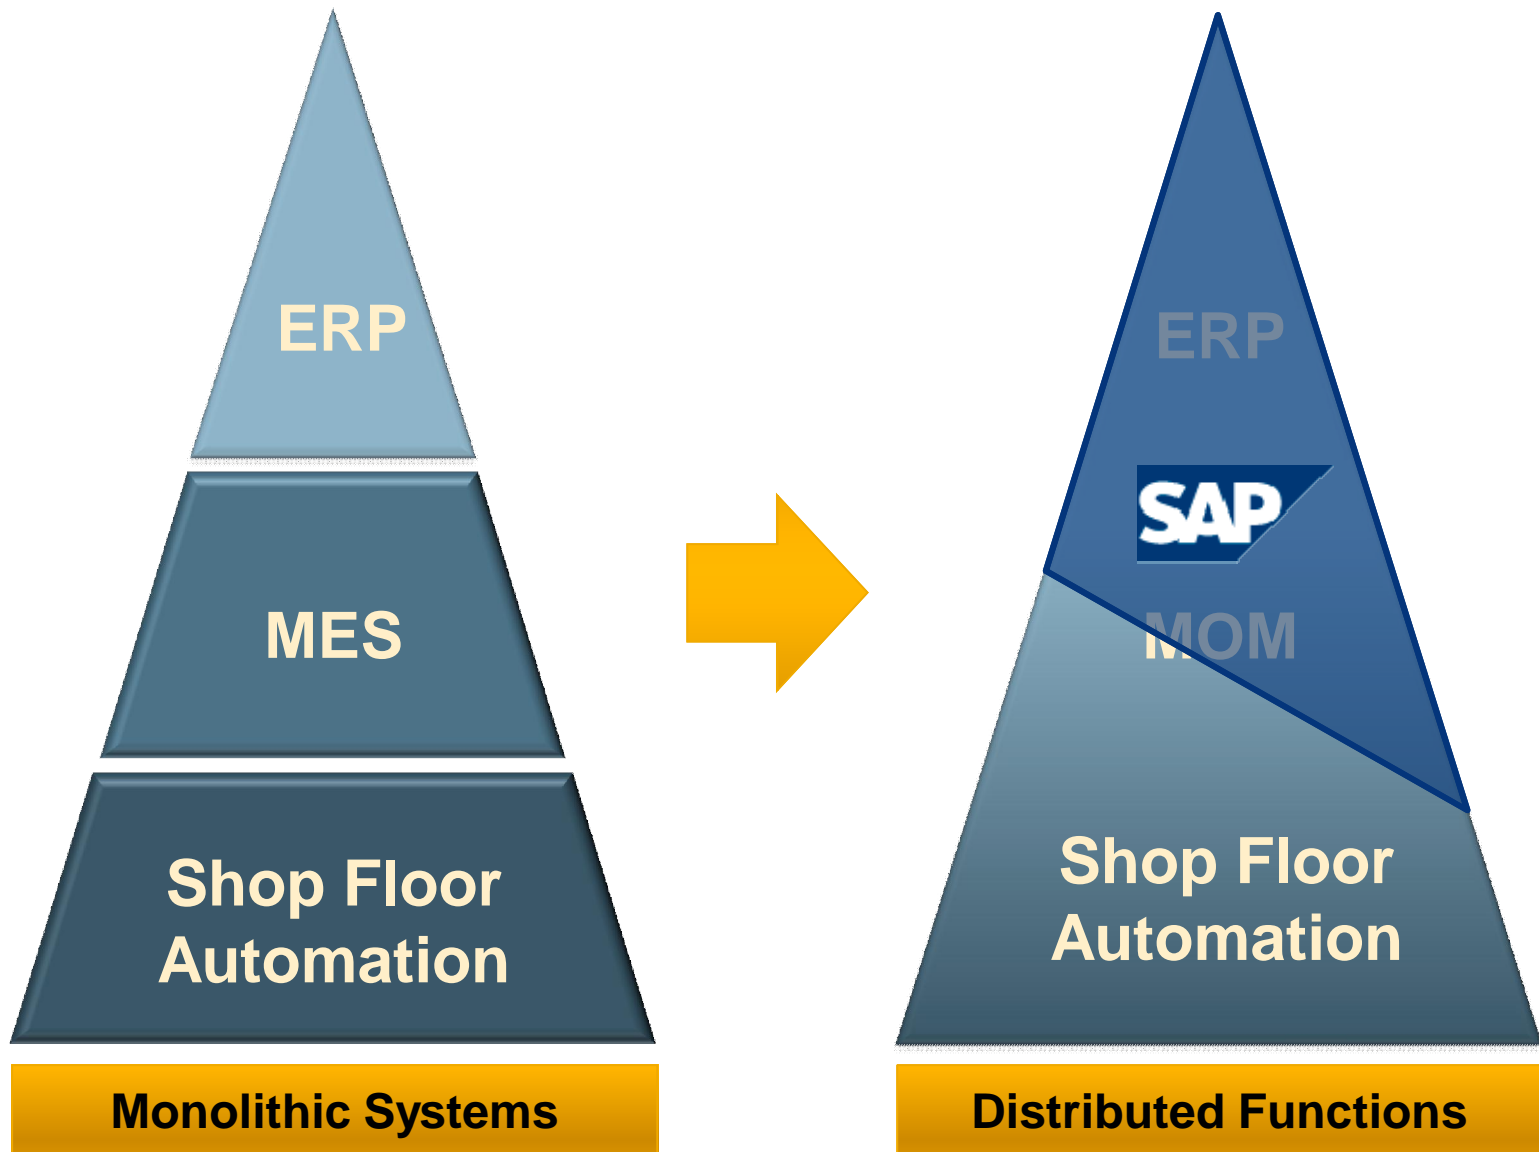 ERP
MES
Shop Floor
Automation
Monolithic Systems
ERP
SAP
MOM
Shop Floor
Automation
Distributed Functions